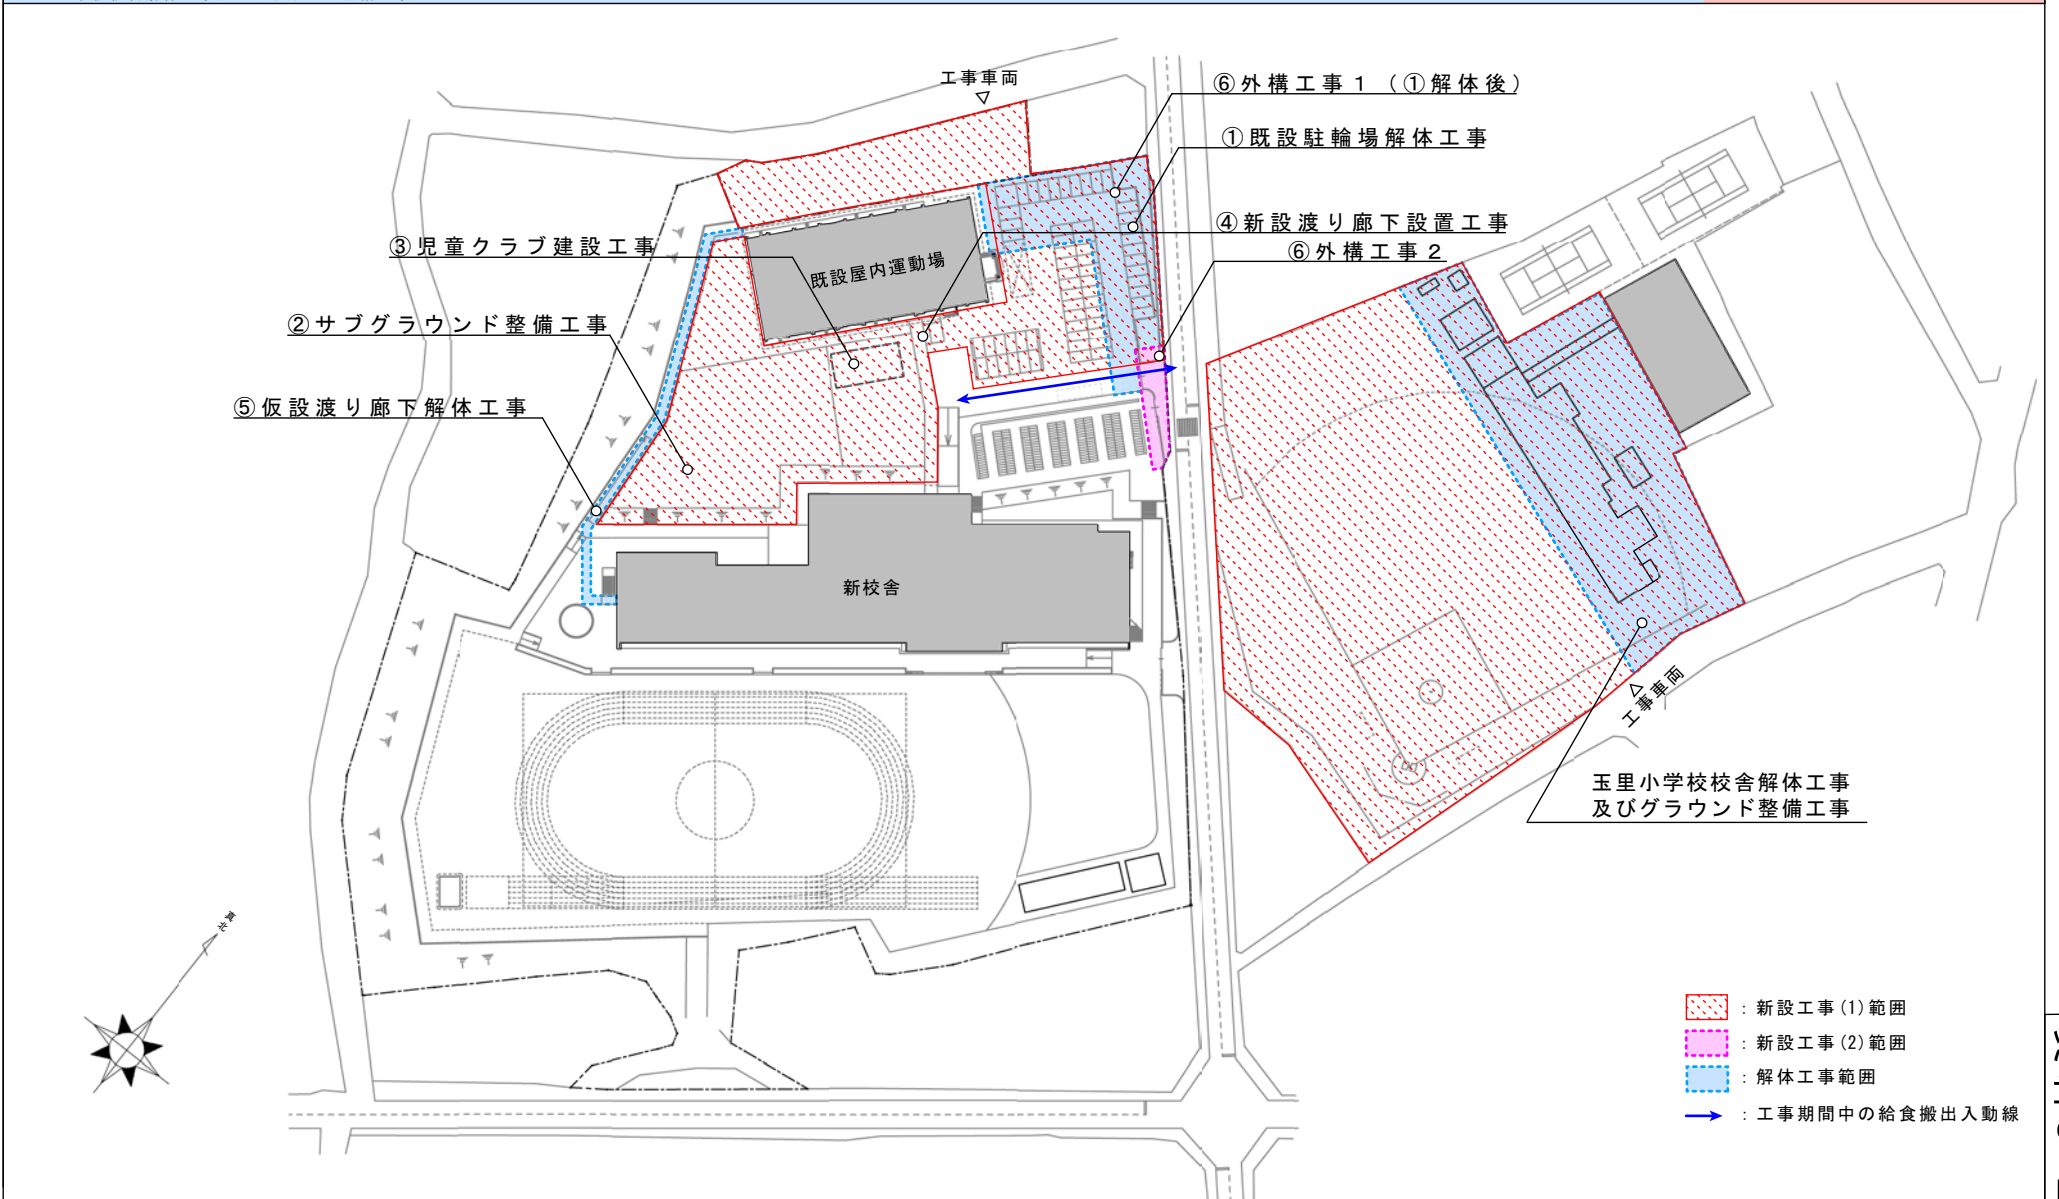 工事車両
⑥外構工事１（①解体後）
①既設駐輪場解体工事
④新設渡り廊下設置工事
⑥外構工事２
③児童クラブ建設工事
既設屋内運動場
②サブグラウンド整備工事
⑤仮設渡り廊下解体工事
新校舎
工事車両
玉里小学校校舎解体工事
及びグラウンド整備工事
真北
：新設工事(1)範囲
：新設工事(2)範囲
：解体工事範囲
：工事期間中の給食搬出入動線